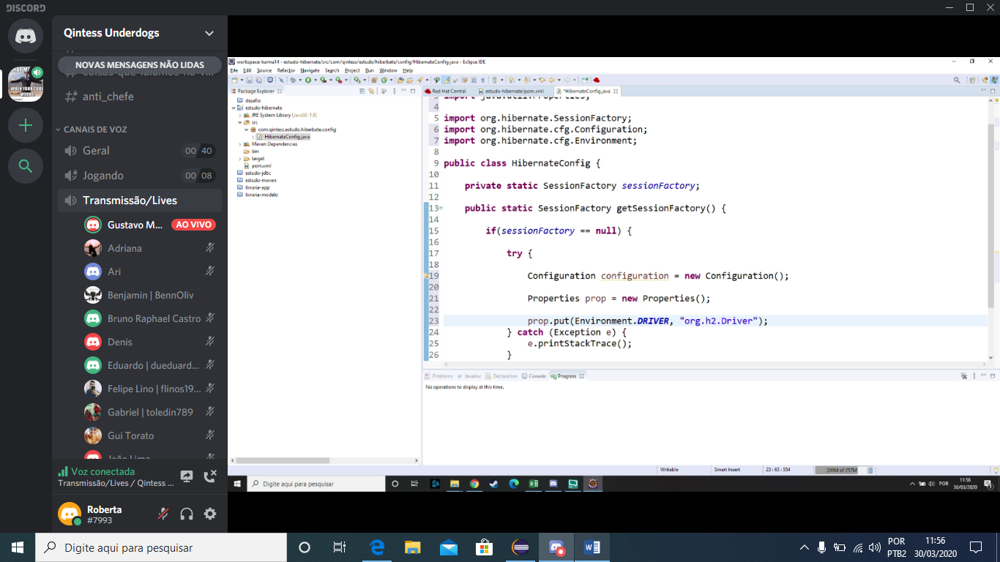 DISCORD
Qintess Underdogs
NOVAS MENSAGENS NÃO LIDAS
anti_chefe
CANAIS DE VOZ
Geral
00 40
Jogando
00 08
Transmissão/Lives
Gustavo M...
AO VIVO
Adriana
Ari
Benjamin | BennOliv
Bruno Raphael Castro
Denis
Eduardo | dueduard...
Felipe Lino | flinos19...
Gabriel | toledin789
Gui Torato
João Lima
Voz conectada
Transmissão/Lives / Qintess ...
Roberta
#7993
workspace-turma14 - estudo-hibernate/src/com/qintess/estudo/hiberbate/config/HibernateConfig.java - Eclipse IDE
File Edit Source Refactor Navigate Search Project Run Window Help
Package Explorer
desafio
estudo-hibernate
JRE System Library [JavaSE-1.8]
src
com.qintess.estudo.hiberbate.config
HibernateConfig.java
Maven Dependencies
bin
target
pom.xml
estudo-jdbc
estudo-maven
livraria-app
livraria-modelo
Red Hat Central
estudo-hibernate/pom.xml
*HibernateConfig.java
3 import java.util.Properties;
4
5 import org.hibernate.SessionFactory;
6 import org.hibernate.cfg.Configuration;
7 import org.hibernate.cfg.Environment;
8
9 public class HibernateConfig {
10
11 private static SessionFactory sessionFactory;
12
13 public static SessionFactory getSessionFactory() {
14
15 if(sessionFactory == null) {
16
17 try {
18
19 Configuration configuration = new Configuration();
20
21 Properties prop = new Properties();
22
23 prop.put(Environment.DRIVER, "org.h2.Driver");
24 } catch (Exception e) {
25 e.printStackTrace();
26 }
Problems
Javadoc
Declaration
Console
Progress
No operations to display at this time.
Writable
Smart Insert
23 : 63 : 554
209M of 257M
Digite aqui para pesquisar
POR
11:56
30/03/2020
Digite aqui para pesquisar
POR
PTB2
11:56
30/03/2020